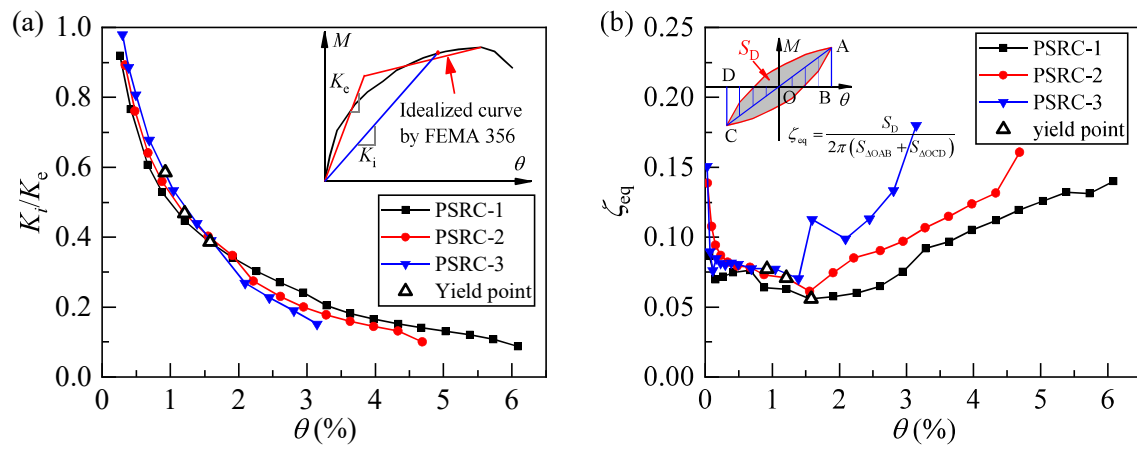 (a)
1.0
0.8
0.6
0.4
0.2
0.0
K_i/K_e
0 1 2 3 4 5 6
θ (%)
M
K_e
K_i
θ
Idealized curve
by FEMA 356
PSRC-1
PSRC-2
PSRC-3
Yield point
(b)
0.25
0.20
0.15
0.10
0.05
0.00
ζ_eq
0 1 2 3 4 5 6
θ (%)
S_D
M
A
D
O
B
θ
C
ζ_eq = S_D / 2π(S_ΔOAB + S_ΔOCD)
PSRC-1
PSRC-2
PSRC-3
yield point